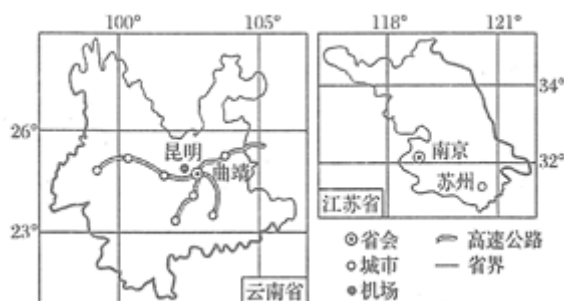 100° 105°
118° 121°
26°
23°
34°
32°
昆明
曲靖
南京
苏州
云南省
江苏省
省会 高速公路
城市 省界
机场